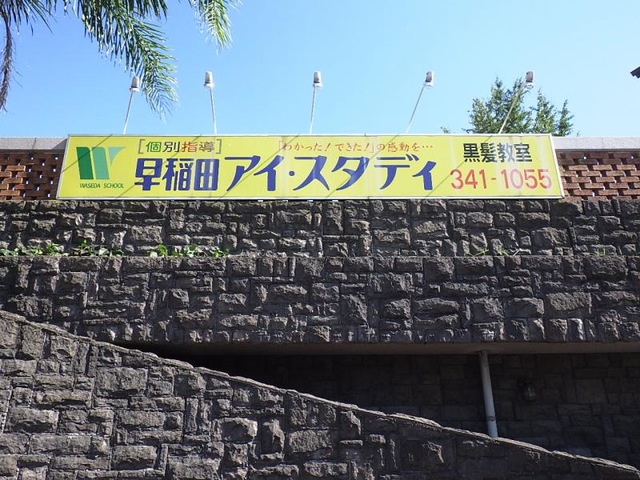 WASEDA SCHOOL
[個別指導]
「わかった!できた!」の感動を…
早稲田アイ・スタディ
黒髪教室
341-1055